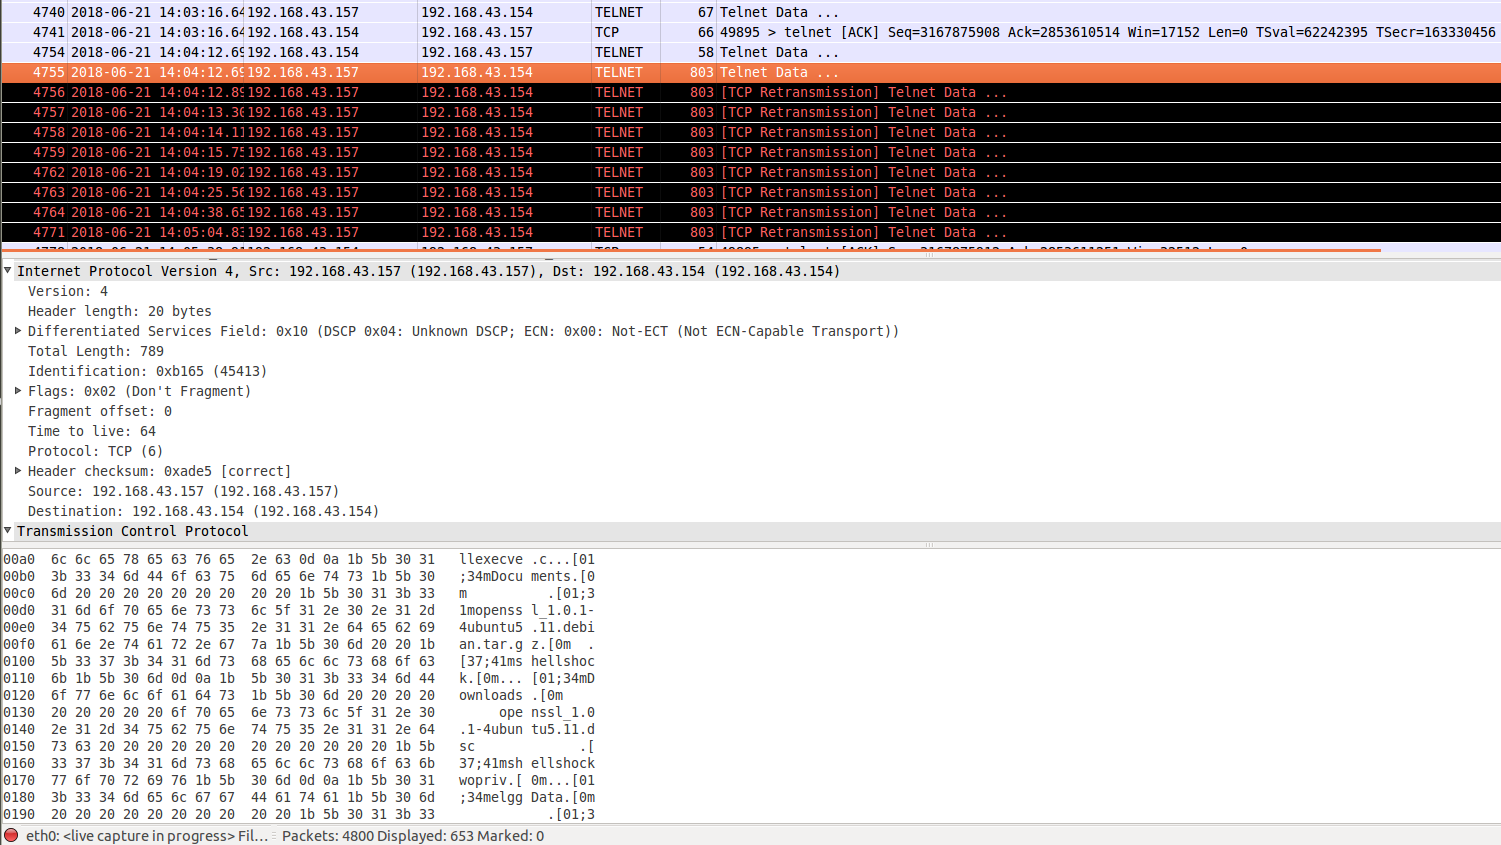 4740 2018-06-21 14:03:16.64 192.168.43.157 192.168.43.154 TELNET 67 Telnet Data ...
4741 2018-06-21 14:03:16.64 192.168.43.154 192.168.43.157 TCP 66 49895 > telnet [ACK] Seq=3167875908 Ack=2853610514 Win=17152 Len=0 TSval=62242395 TSecr=163330456
4754 2018-06-21 14:04:12.69 192.168.43.154 192.168.43.157 TELNET 58 Telnet Data ...
4755 2018-06-21 14:04:12.69 192.168.43.157 192.168.43.154 TELNET 803 Telnet Data ...
4756 2018-06-21 14:04:12.89 192.168.43.157 192.168.43.154 TELNET 803 [TCP Retransmission] Telnet Data ...
4757 2018-06-21 14:04:13.30 192.168.43.157 192.168.43.154 TELNET 803 [TCP Retransmission] Telnet Data ...
4758 2018-06-21 14:04:14.11 192.168.43.157 192.168.43.154 TELNET 803 [TCP Retransmission] Telnet Data ...
4759 2018-06-21 14:04:15.75 192.168.43.157 192.168.43.154 TELNET 803 [TCP Retransmission] Telnet Data ...
4762 2018-06-21 14:04:19.02 192.168.43.157 192.168.43.154 TELNET 803 [TCP Retransmission] Telnet Data ...
4763 2018-06-21 14:04:25.56 192.168.43.157 192.168.43.154 TELNET 803 [TCP Retransmission] Telnet Data ...
4764 2018-06-21 14:04:38.65 192.168.43.157 192.168.43.154 TELNET 803 [TCP Retransmission] Telnet Data ...
4771 2018-06-21 14:05:04.83 192.168.43.157 192.168.43.154 TELNET 803 [TCP Retransmission] Telnet Data ...
Internet Protocol Version 4, Src: 192.168.43.157 (192.168.43.157), Dst: 192.168.43.154 (192.168.43.154)
Version: 4
Header length: 20 bytes
Differentiated Services Field: 0x10 (DSCP 0x04: Unknown DSCP; ECN: 0x00: Not-ECT (Not ECN-Capable Transport))
Total Length: 789
Identification: 0xb165 (45413)
Flags: 0x02 (Don't Fragment)
Fragment offset: 0
Time to live: 64
Protocol: TCP (6)
Header checksum: 0xade5 [correct]
Source: 192.168.43.157 (192.168.43.157)
Destination: 192.168.43.154 (192.168.43.154)
Transmission Control Protocol
00a0 6c 6c 65 78 65 63 76 65 2e 63 0d 0a 1b 5b 30 31 llexecve .c...[01
00b0 3b 33 34 6d 44 6f 63 75 6d 65 6e 74 73 1b 5b 30 ;34mDocu ments.[0
00c0 6d 20 20 20 20 20 20 20 20 20 1b 5b 30 31 3b 33 m .[01;3
00d0 31 6d 6f 70 65 6e 73 73 6c 5f 31 2e 30 2e 31 2d 1mopenss l_1.0.1-
00e0 34 75 62 75 6e 74 75 35 2e 31 31 2e 64 65 62 69 4ubuntu5 .11.debi
00f0 61 6e 2e 74 61 72 2e 67 7a 1b 5b 30 6d 20 20 1b an.tar.g z.[0m .
0100 5b 33 37 3b 34 31 6d 73 68 65 6c 6c 73 68 6f 63 [37;41ms hellshoc
0110 6b 1b 5b 30 6d 0d 0a 1b 5b 30 31 3b 33 34 6d 44 k.[0m... [01;34mD
0120 6f 77 6e 6c 6f 61 64 73 1b 5b 30 6d 20 20 20 20 ownloads .[0m
0130 20 20 20 20 20 6f 70 65 6e 73 73 6c 5f 31 2e 30 ope nssl_1.0
0140 2e 31 2d 34 75 62 75 6e 74 75 35 2e 31 31 2e 64 .1-4ubun tu5.11.d
0150 73 63 20 20 20 20 20 20 20 20 20 20 20 20 1b 5b sc .[
0160 33 37 3b 34 31 6d 73 68 65 6c 6c 73 68 6f 63 6b 37;41msh ellshock
0170 77 6f 70 72 69 76 1b 5b 30 6d 0d 0a 1b 5b 30 31 wopriv.[ 0m...[01
0180 3b 33 34 6d 65 6c 67 67 44 61 74 61 1b 5b 30 6d ;34melgg Data.[0m
0190 20 20 20 20 20 20 20 20 20 20 1b 5b 30 31 3b 33 .[01;3
eth0: <live capture in progress> Fil... Packets: 4800 Displayed: 653 Marked: 0